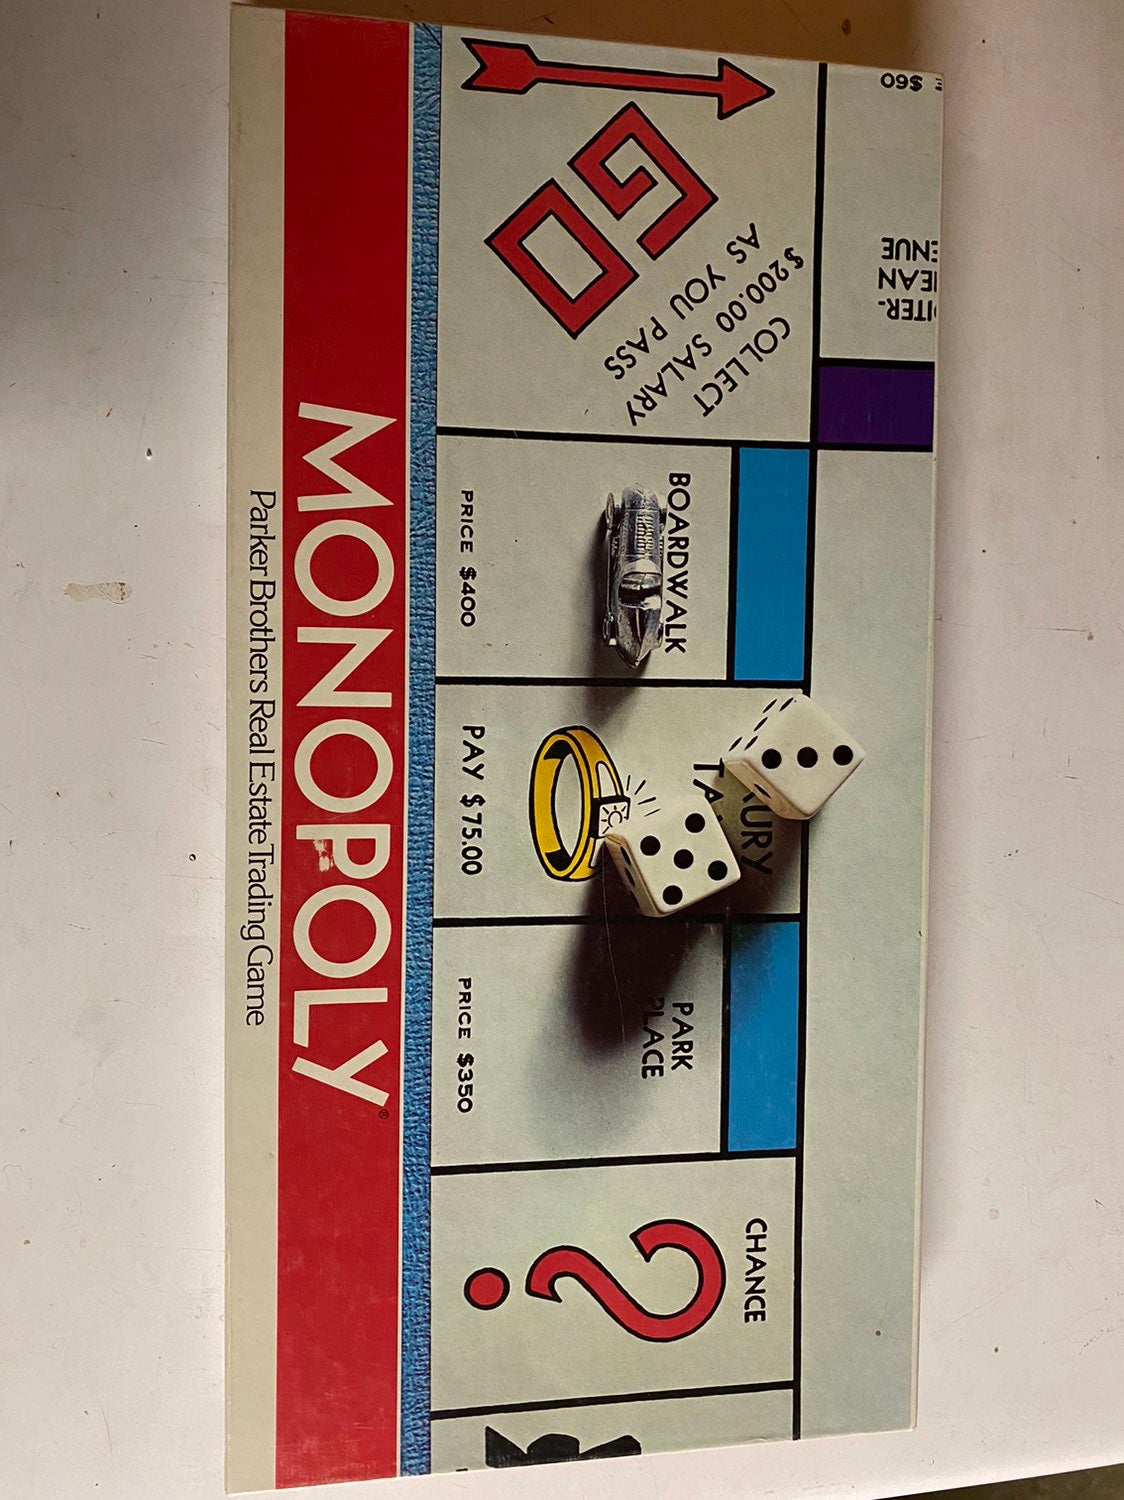 $60
COLLECT
$200.00 SALARY
AS YOU PASS
GO
BOARDWALK
PRICE $400
PAY $75.00
PARK
PLACE
PRICE $350
CHANCE
?
MONOPOLY®
Parker Brothers Real Estate Trading Game